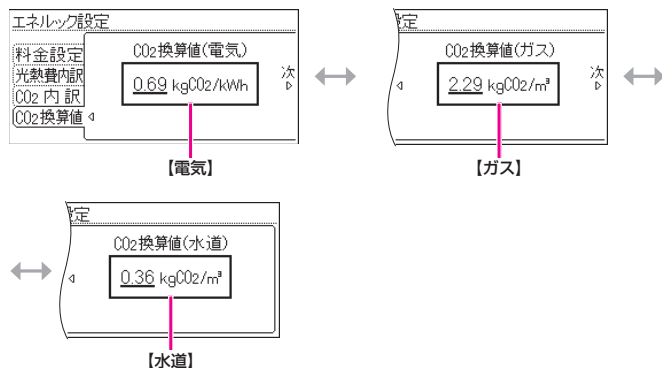 エネルック設定
料金設定
光熱費内訳
CO2 内 訳
CO2換算値
CO2換算値(電気)
0.69 kgCO2/kWh
次
【電気】
設定
CO2換算値(ガス)
2.29 kgCO2/m³
次
【ガス】
設定
CO2換算値(水道)
0.36 kgCO2/m³
【水道】